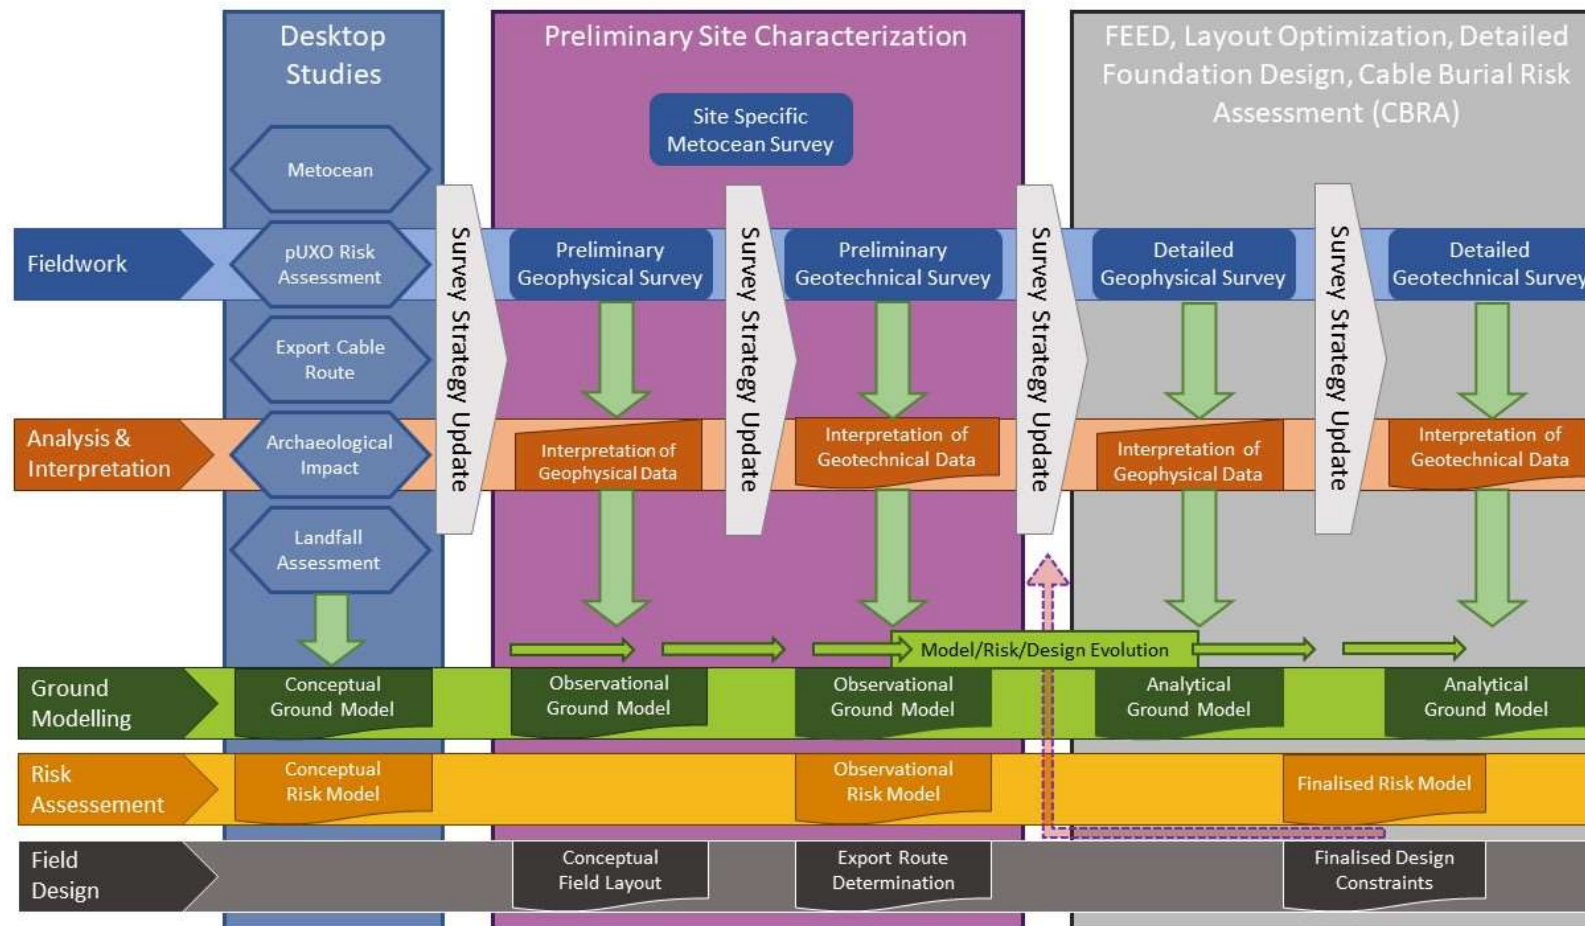 Desktop
Studies
Preliminary Site Characterization
FEED, Layout Optimization, Detailed
Foundation Design, Cable Burial Risk
Assessment (CBRA)
Site Specific
Metocean Survey
Metocean
pUXO Risk
Assessment
Export Cable
Route
Archaeological
Impact
Landfall
Assessment
Survey Strategy Update
Survey Strategy Update
Survey Strategy Update
Survey Strategy Update
Fieldwork
Preliminary
Geophysical Survey
Preliminary
Geotechnical Survey
Detailed
Geophysical Survey
Detailed
Geotechnical Survey
Analysis &
Interpretation
Interpretation of
Geophysical Data
Interpretation of
Geotechnical Data
Interpretation of
Geophysical Data
Interpretation of
Geotechnical Data
Model/Risk/Design Evolution
Ground
Modelling
Conceptual
Ground Model
Observational
Ground Model
Observational
Ground Model
Analytical
Ground Model
Analytical
Ground Model
Risk
Assessement
Conceptual
Risk Model
Observational
Risk Model
Finalised Risk Model
Field
Design
Conceptual
Field Layout
Export Route
Determination
Finalised Design
Constraints